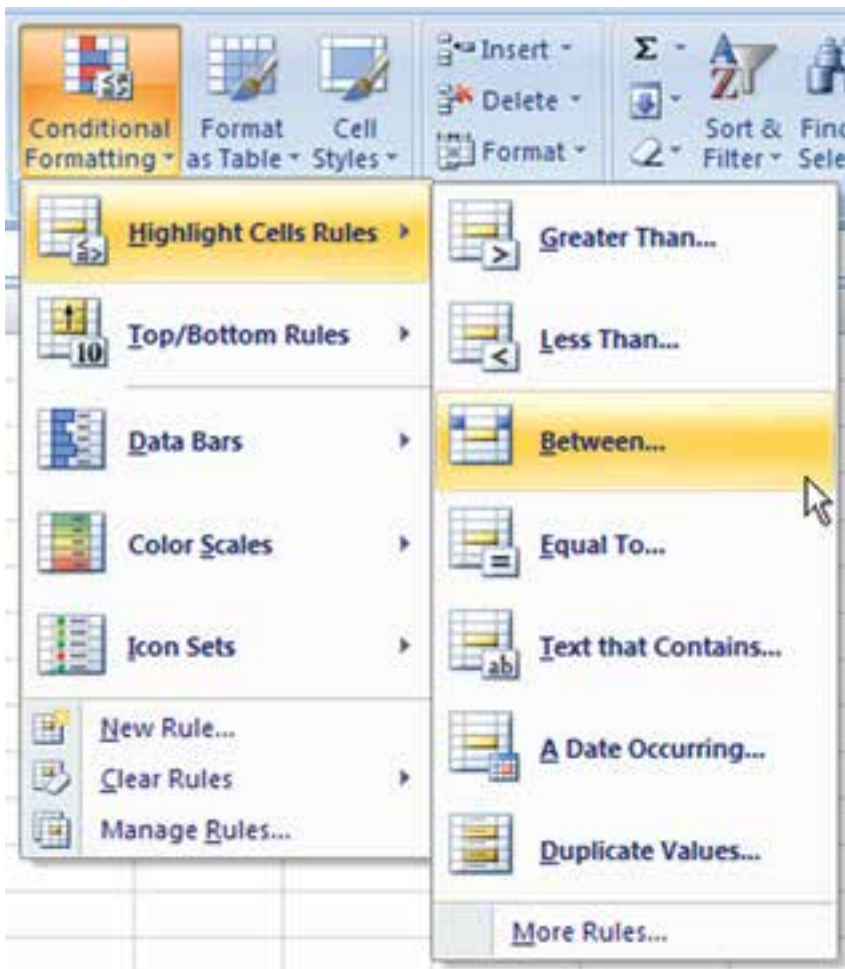 Conditional
Formatting
Format
as Table
Cell
Styles
Insert
Delete
Format
Σ
A
Z
Sort &
Filter
Highlight Cells Rules
Top/Bottom Rules
10
Data Bars
Color Scales
Icon Sets
New Rule...
Clear Rules
Manage Rules...
>
Greater Than...
<
Less Than...
Between...
=
Equal To...
ab
Text that Contains...
A Date Occurring...
Duplicate Values...
More Rules...